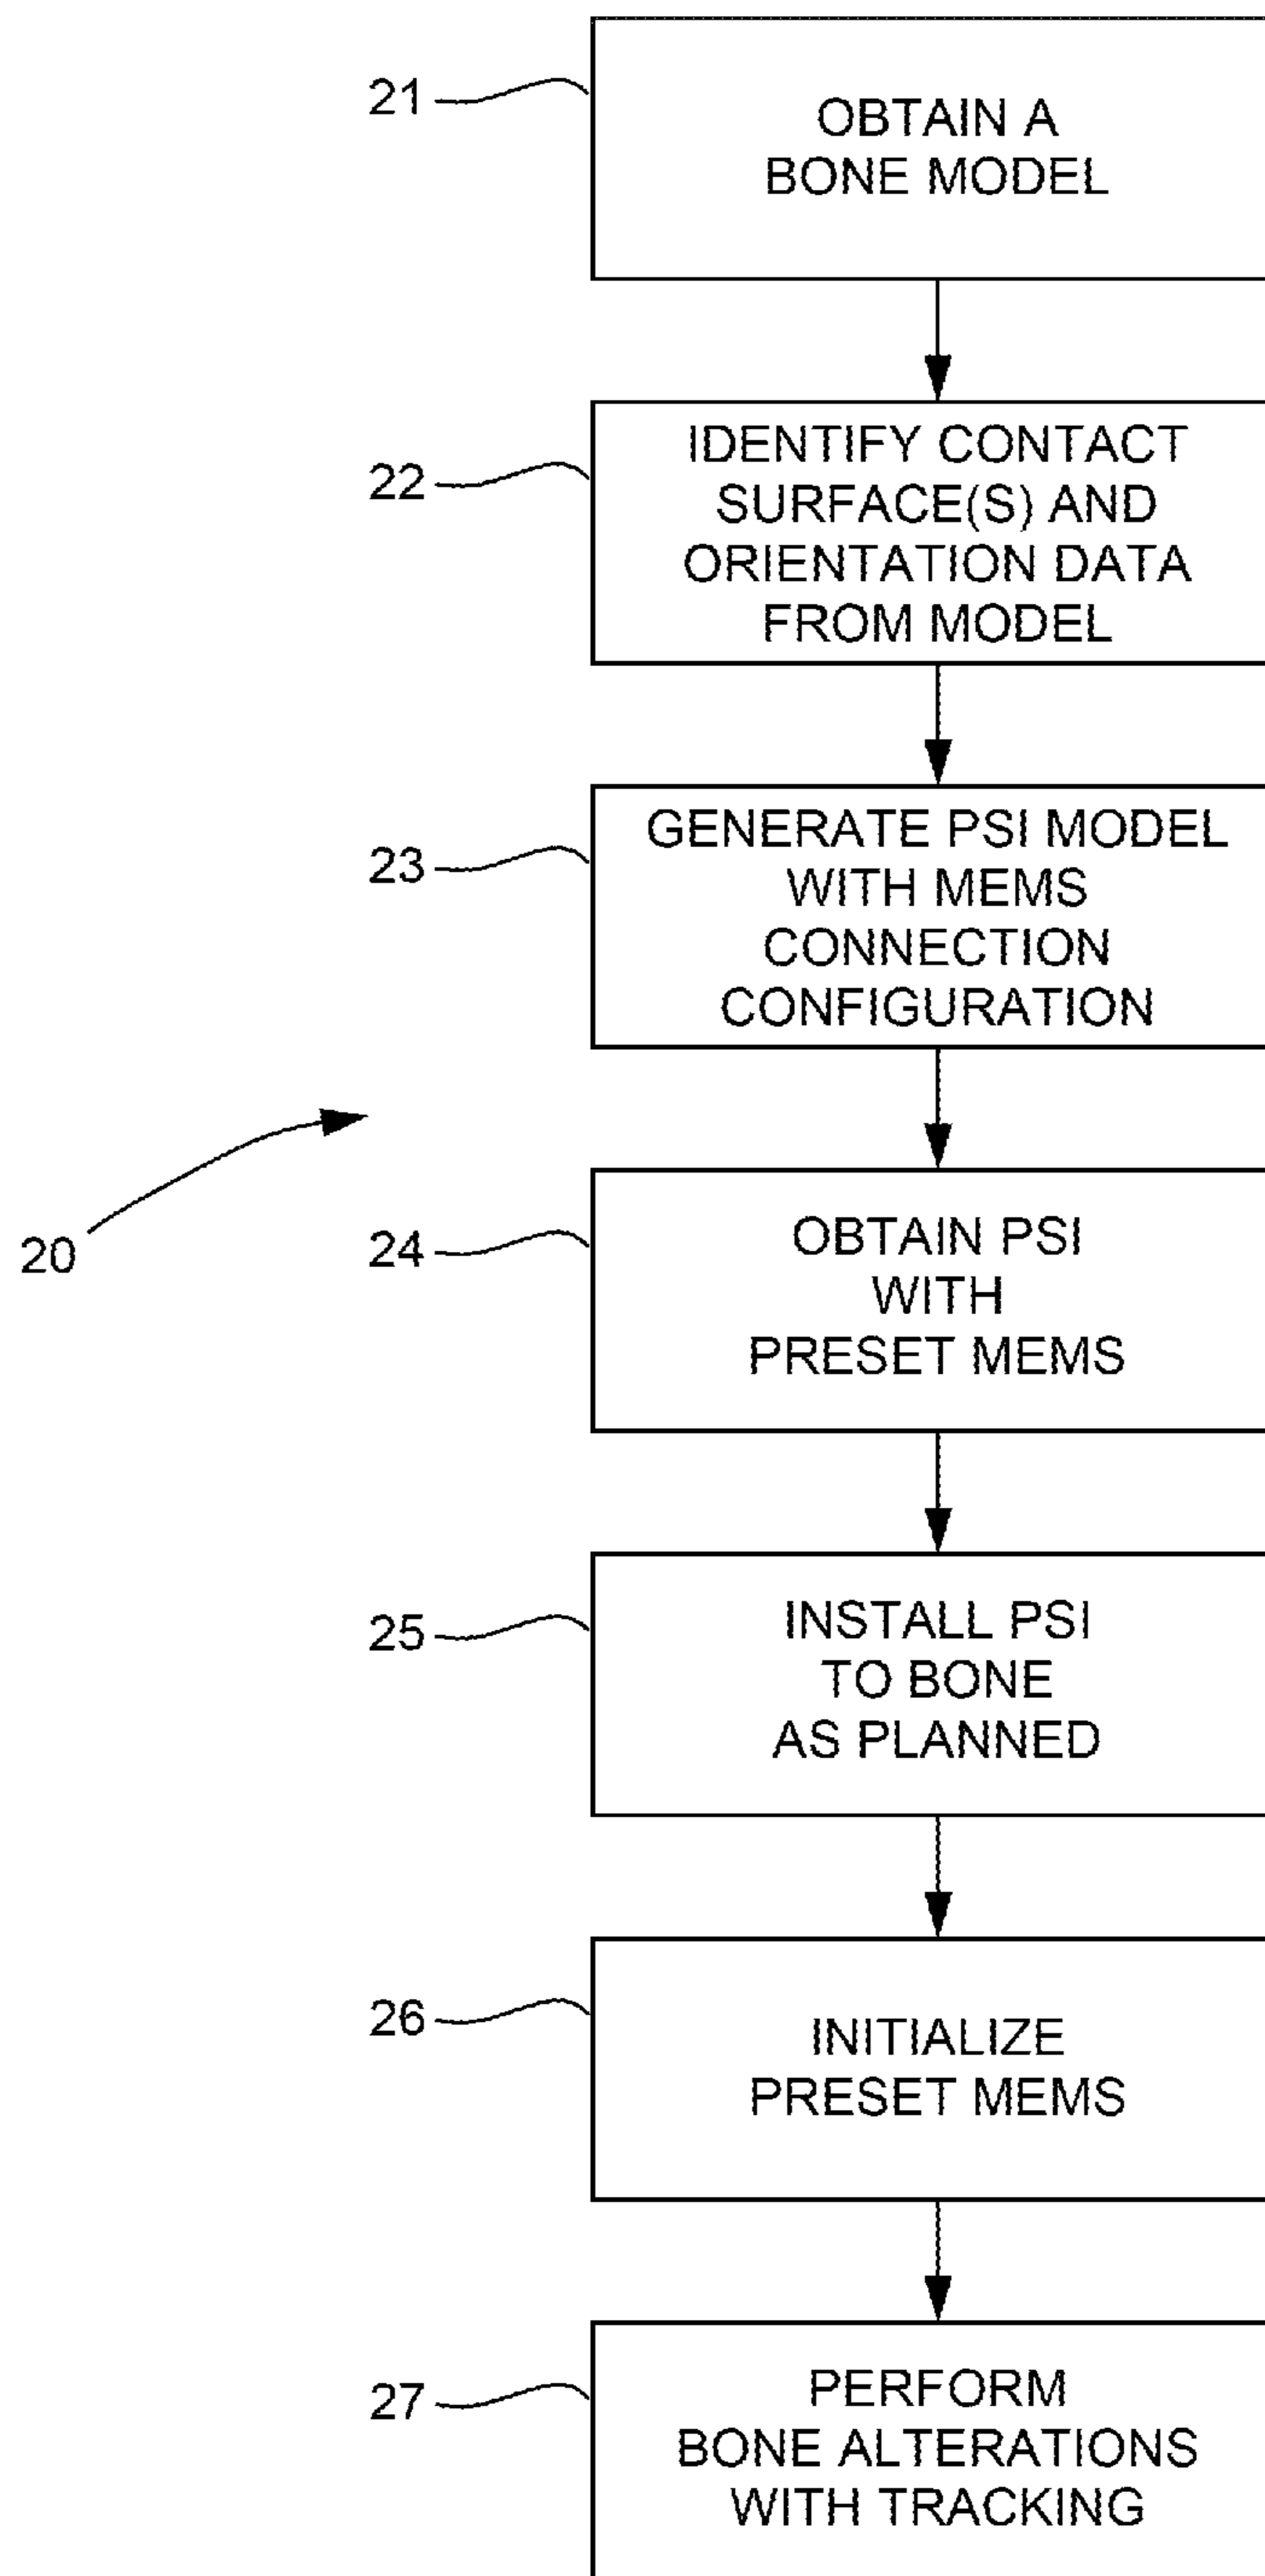 21
OBTAIN A
BONE MODEL
22
IDENTIFY CONTACT
SURFACE(S) AND
ORIENTATION DATA
FROM MODEL
23
GENERATE PSI MODEL
WITH MEMS
CONNECTION
CONFIGURATION
20
24
OBTAIN PSI
WITH
PRESET MEMS
25
INSTALL PSI
TO BONE
AS PLANNED
26
INITIALIZE
PRESET MEMS
27
PERFORM
BONE ALTERATIONS
WITH TRACKING